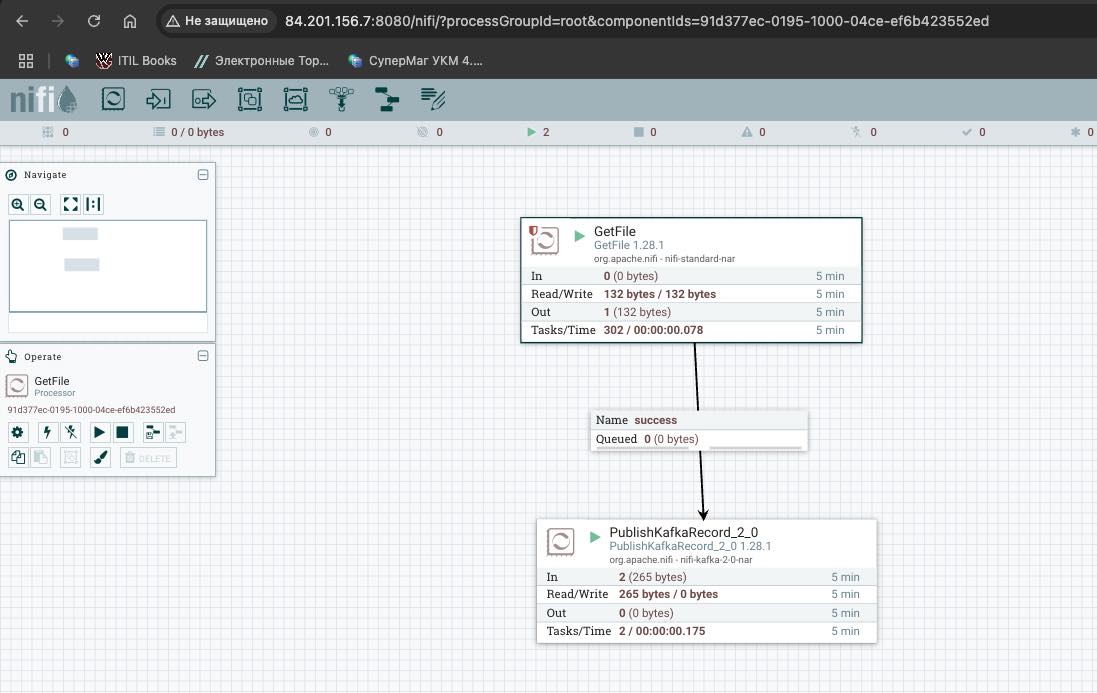 Не защищено 84.201.156.7:8080/nifi/?processGroupId=root&componentIds=91d377ec-0195-1000-04ce-ef6b423552ed
ITIL Books Электронные Тор... СуперМаг УКМ 4....
nifi
0 0 / 0 bytes 0 0 2 0 0 0 0 0
Navigate
Operate
GetFile
Processor
91d377ec-0195-1000-04ce-ef6b423552ed
DELETE
GetFile
GetFile 1.28.1
org.apache.nifi - nifi-standard-nar
In 0 (0 bytes) 5 min
Read/Write 132 bytes / 132 bytes 5 min
Out 1 (132 bytes) 5 min
Tasks/Time 302 / 00:00:00.078 5 min
Name success
Queued 0 (0 bytes)
PublishKafkaRecord_2_0
PublishKafkaRecord_2_0 1.28.1
org.apache.nifi - nifi-kafka-2-0-nar
In 2 (265 bytes) 5 min
Read/Write 265 bytes / 0 bytes 5 min
Out 0 (0 bytes) 5 min
Tasks/Time 2 / 00:00:00.175 5 min